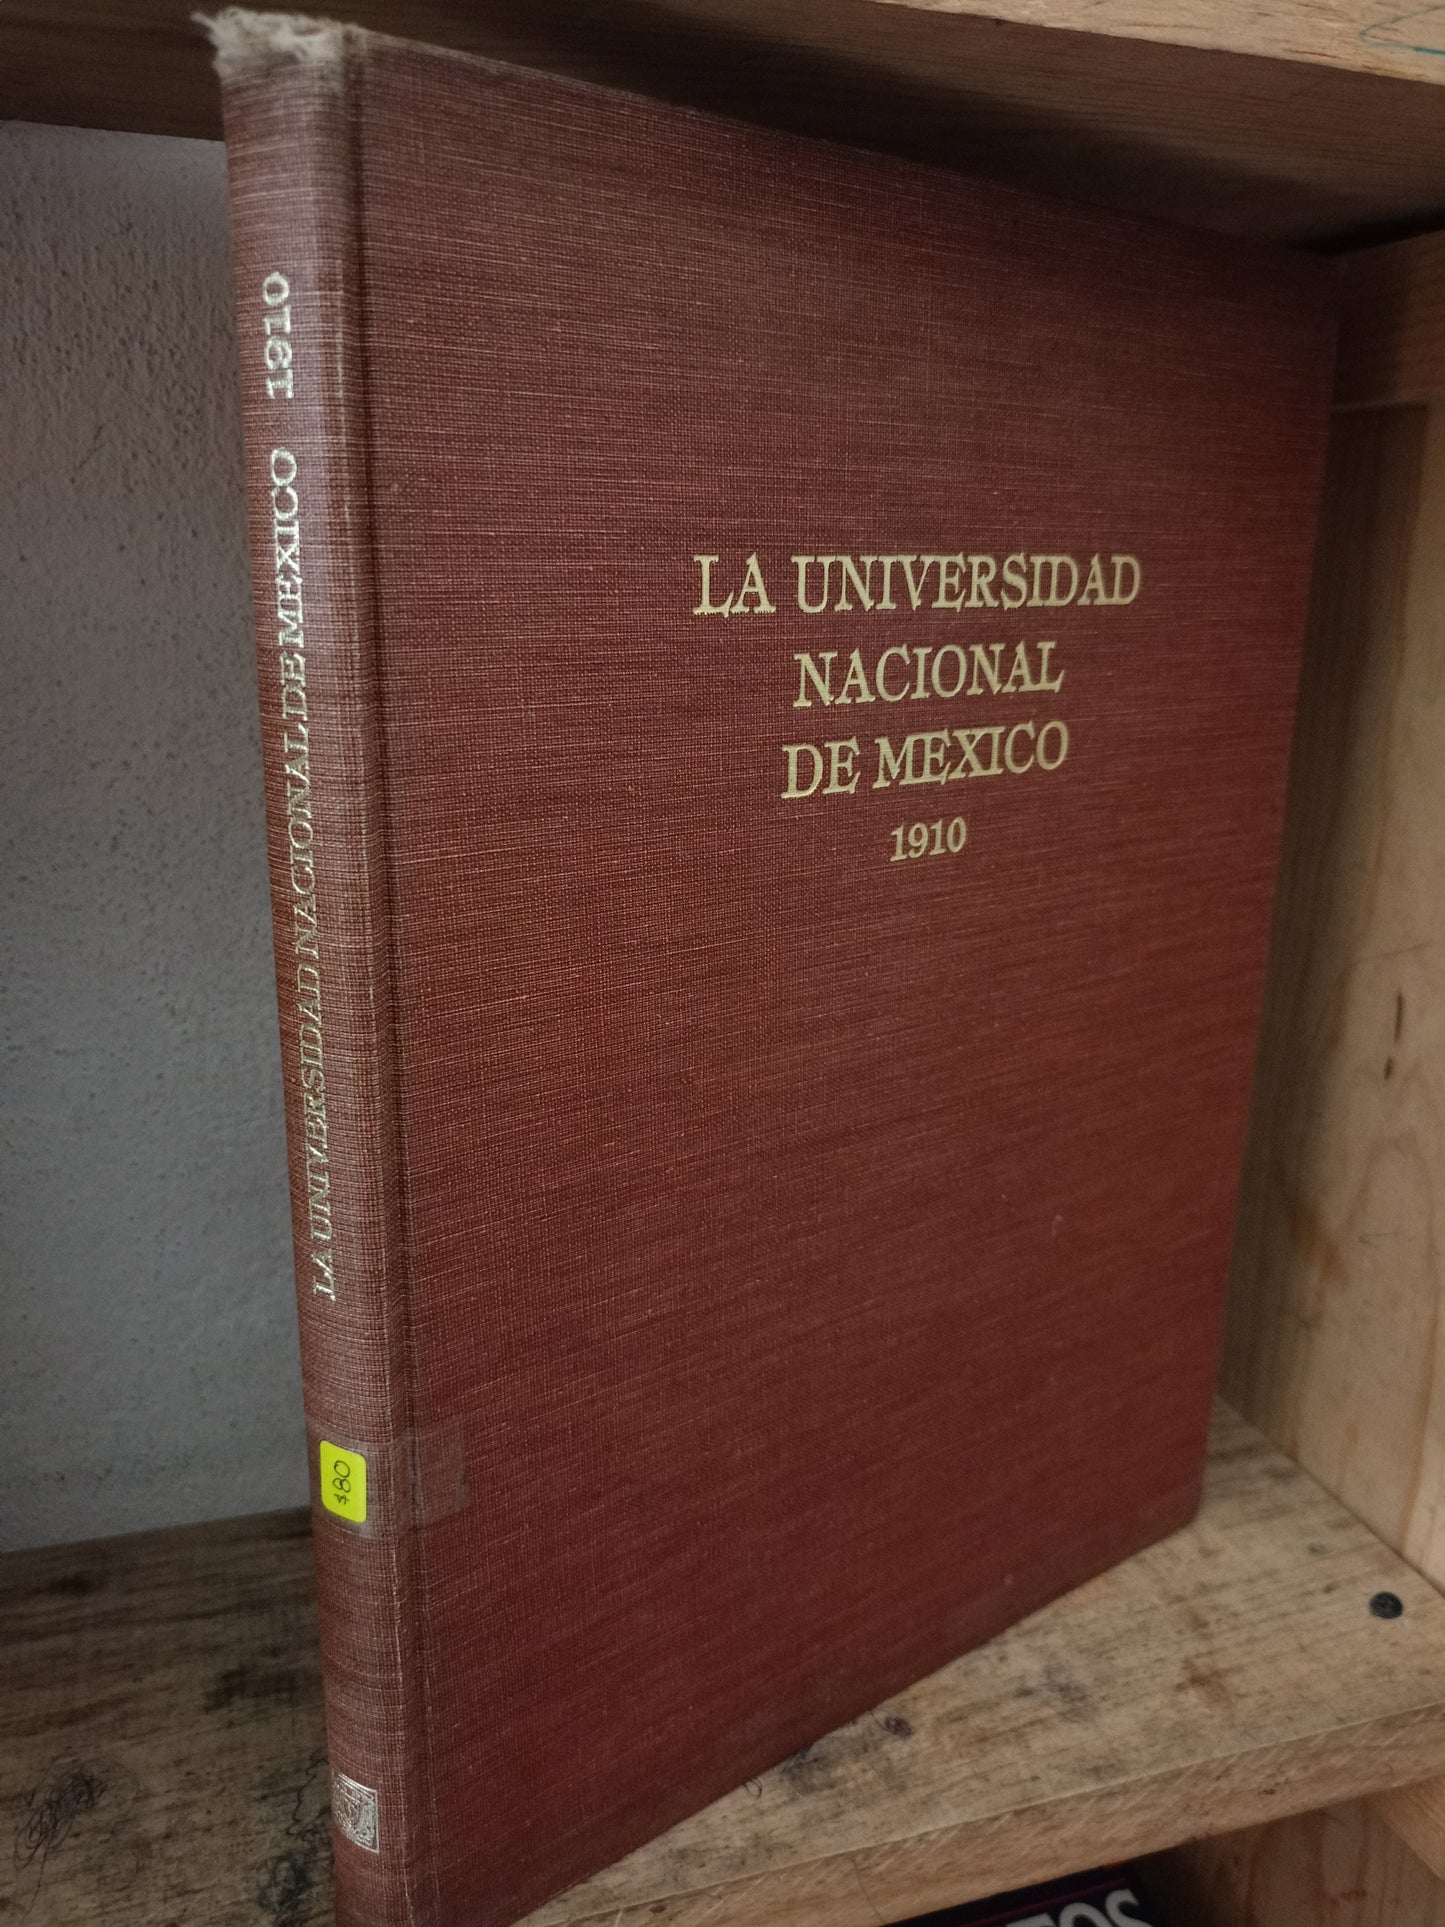 LA UNIVERSIDAD NACIONAL DE MEXICO 1910
LA UNIVERSIDAD
NACIONAL
DE MEXICO
1910
$80